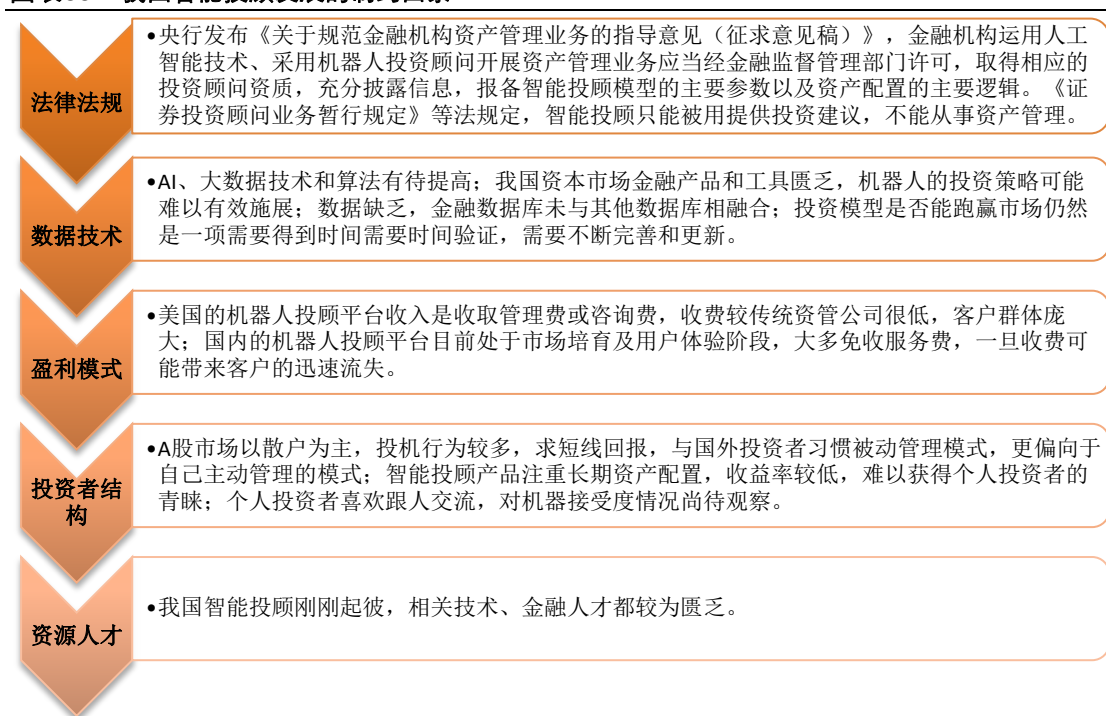 法律法规
•央行发布《关于规范金融机构资产管理业务的指导意见（征求意见稿）》，金融机构运用人工
智能技术、采用机器人投资顾问开展资产管理业务应当经金融监督管理部门许可，取得相应的
投资顾问资质，充分披露信息，报备智能投顾模型的主要参数以及资产配置的主要逻辑。《证
券投资顾问业务暂行规定》等法规定，智能投顾只能被用提供投资建议，不能从事资产管理。
数据技术
•AI、大数据技术和算法有待提高；我国资本市场金融产品和工具匮乏，机器人的投资策略可能
难以有效施展；数据缺乏，金融数据库未与其他数据库相融合；投资模型是否能跑赢市场仍然
是一项需要得到时间需要时间验证，需要不断完善和更新。
盈利模式
•美国的机器人投顾平台收入是收取管理费或咨询费，收费较传统资管公司很低，客户群体庞
大；国内的机器人投顾平台目前处于市场培育及用户体验阶段，大多免收服务费，一旦收费可
能带来客户的迅速流失。
投资者结
构
•A股市场以散户为主，投机行为较多，求短线回报，与国外投资者习惯被动管理模式，更偏向于
自己主动管理的模式；智能投顾产品注重长期资产配置，收益率较低，难以获得个人投资者的
青睐；个人投资者喜欢跟人交流，对机器接受度情况尚待观察。
资源人才
•我国智能投顾刚刚起彼，相关技术、金融人才都较为匮乏。